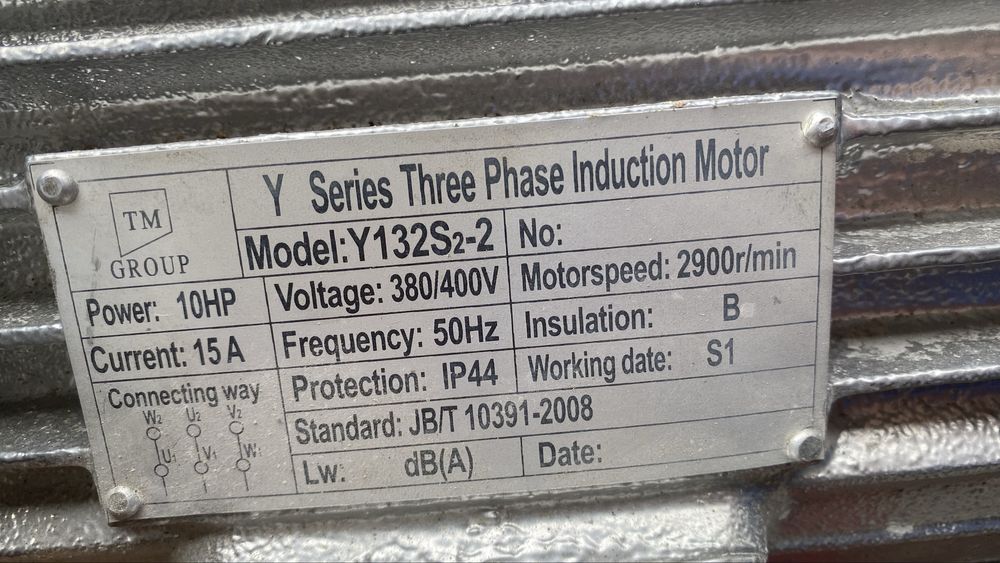 TM
GROUP
Y Series Three Phase Induction Motor
Model:Y132S2-2 No:
Power: 10HP Voltage: 380/400V Motorspeed: 2900r/min
Current: 15A Frequency: 50Hz Insulation: B
Connecting way Protection: IP44 Working date: S1
W2 U2 V2 Standard: JB/T 10391-2008
U1 V1 W1 Lw: dB(A) Date: